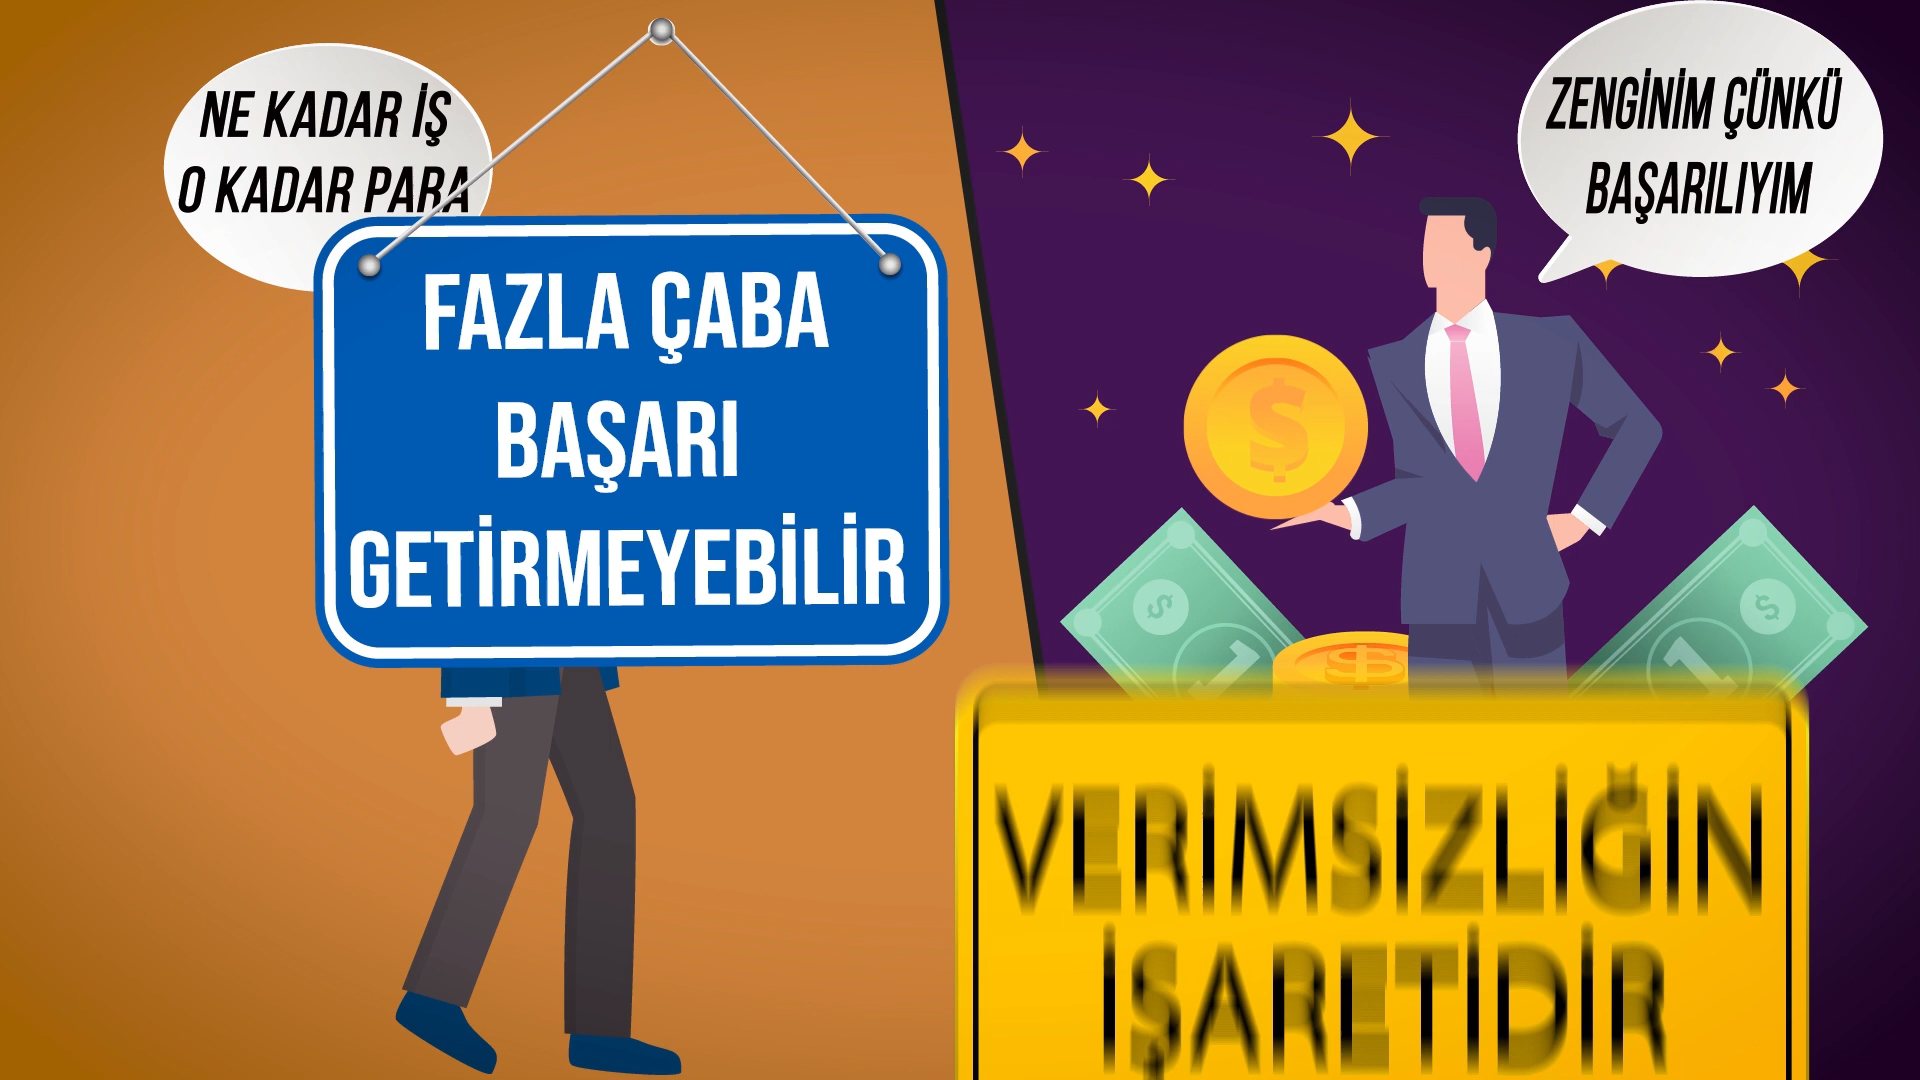 NE KADAR İŞ
O KADAR PARA
FAZLA ÇABA
BAŞARI
GETİRMEYEBİLİR
ZENGİNİM ÇÜNKÜ
BAŞARILIYIM
VERİMSİZLİĞİN
İŞARETİDİR